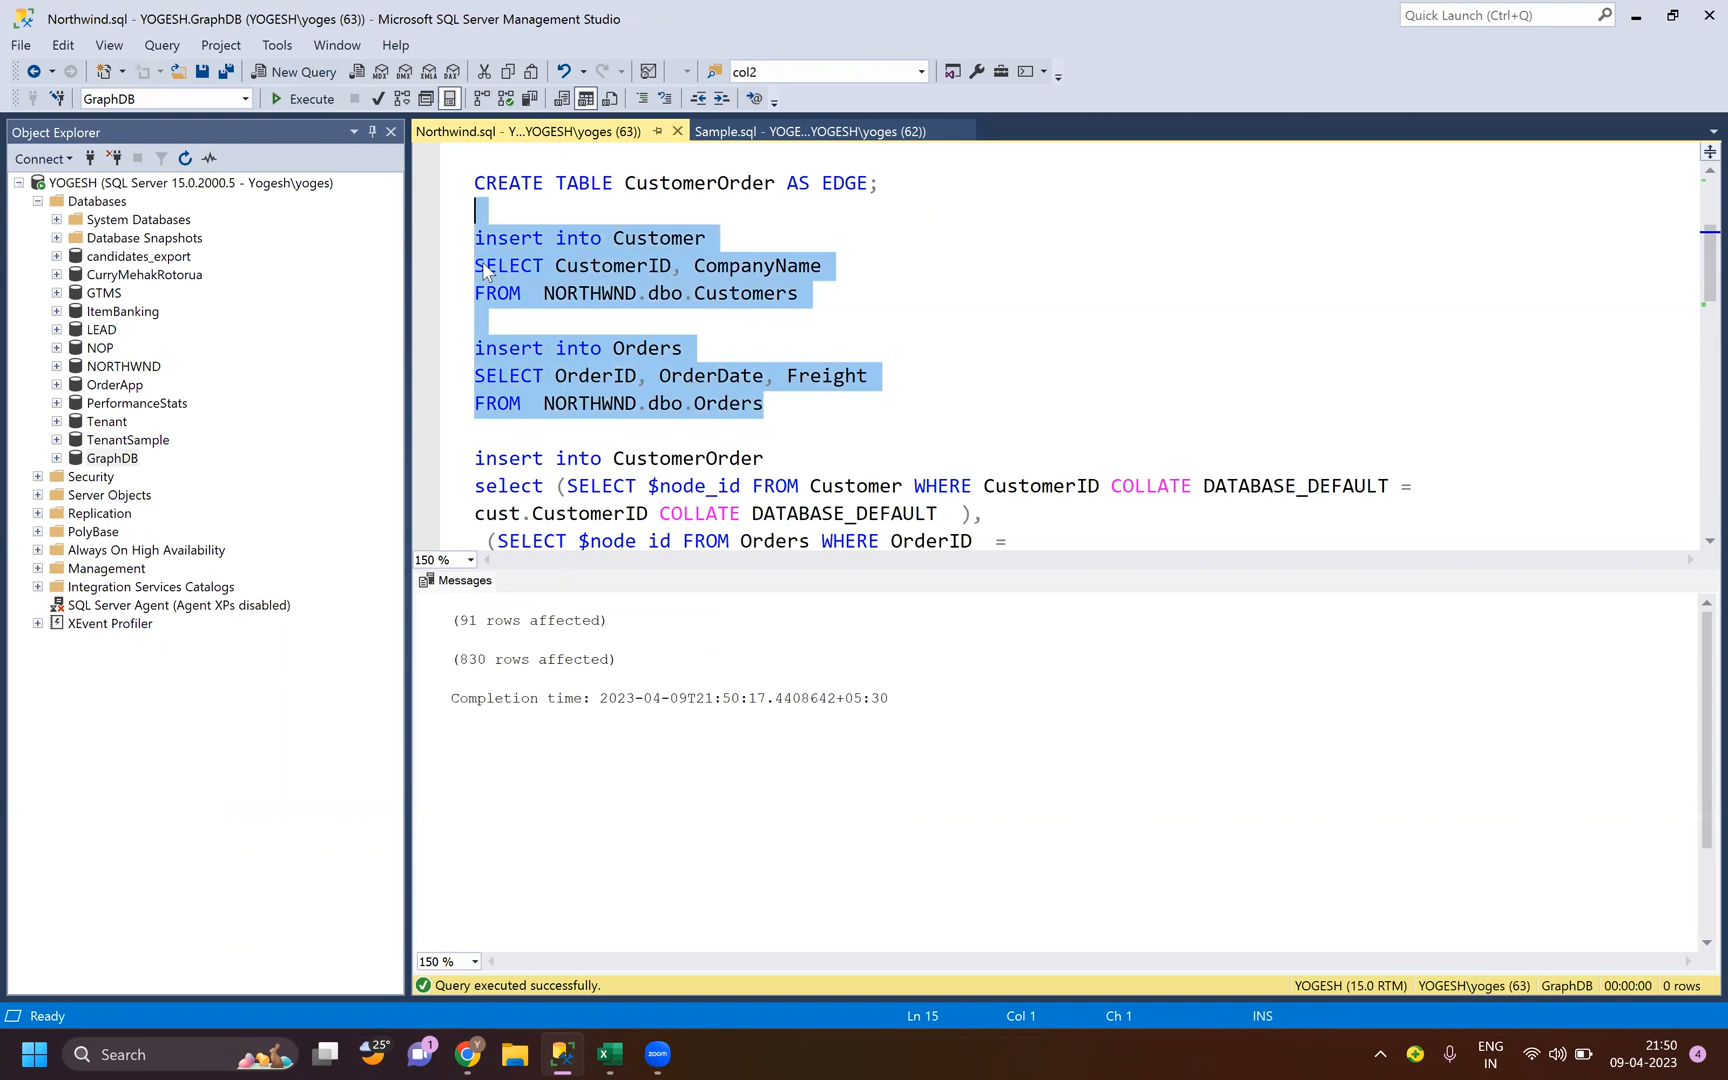 Northwind.sql - YOGESH.GraphDB (YOGESH\yoges (63)) - Microsoft SQL Server Management Studio
Quick Launch (Ctrl+Q)
File Edit View Query Project Tools Window Help
New Query
MDX DMX XMLA DAX
col2
GraphDB
Execute
Object Explorer
Northwind.sql - Y...YOGESH\yoges (63))
Sample.sql - YOGE...YOGESH\yoges (62))
Connect
YOGESH (SQL Server 15.0.2000.5 - Yogesh\yoges)
Databases
System Databases
Database Snapshots
candidates_export
CurryMehakRotorua
GTMS
ItemBanking
LEAD
NOP
NORTHWND
OrderApp
PerformanceStats
Tenant
TenantSample
GraphDB
Security
Server Objects
Replication
PolyBase
Always On High Availability
Management
Integration Services Catalogs
SQL Server Agent (Agent XPs disabled)
XEvent Profiler
CREATE TABLE CustomerOrder AS EDGE;
insert into Customer
SELECT CustomerID, CompanyName
FROM NORTHWND.dbo.Customers
insert into Orders
SELECT OrderID, OrderDate, Freight
FROM NORTHWND.dbo.Orders
insert into CustomerOrder
select (SELECT $node_id FROM Customer WHERE CustomerID COLLATE DATABASE_DEFAULT =
cust.CustomerID COLLATE DATABASE_DEFAULT ),
(SELECT $node id FROM Orders WHERE OrderID =
150 %
Messages
(91 rows affected)
(830 rows affected)
Completion time: 2023-04-09T21:50:17.4408642+05:30
150 %
Query executed successfully.
YOGESH (15.0 RTM) YOGESH\yoges (63) GraphDB 00:00:00 0 rows
Ready
Ln 15 Col 1 Ch 1 INS
Search
25°
1
zoom
ENG
IN
21:50
09-04-2023
4